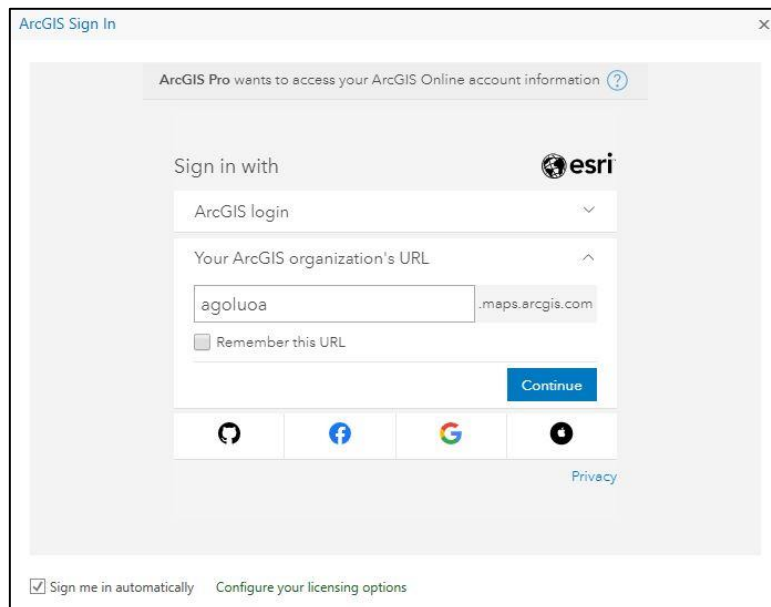 ArcGIS Sign In
ArcGIS Pro wants to access your ArcGIS Online account information ?
Sign in with esri
ArcGIS login
Your ArcGIS organization's URL
agoluoa .maps.arcgis.com
Remember this URL
Continue
Privacy
Sign me in automatically Configure your licensing options